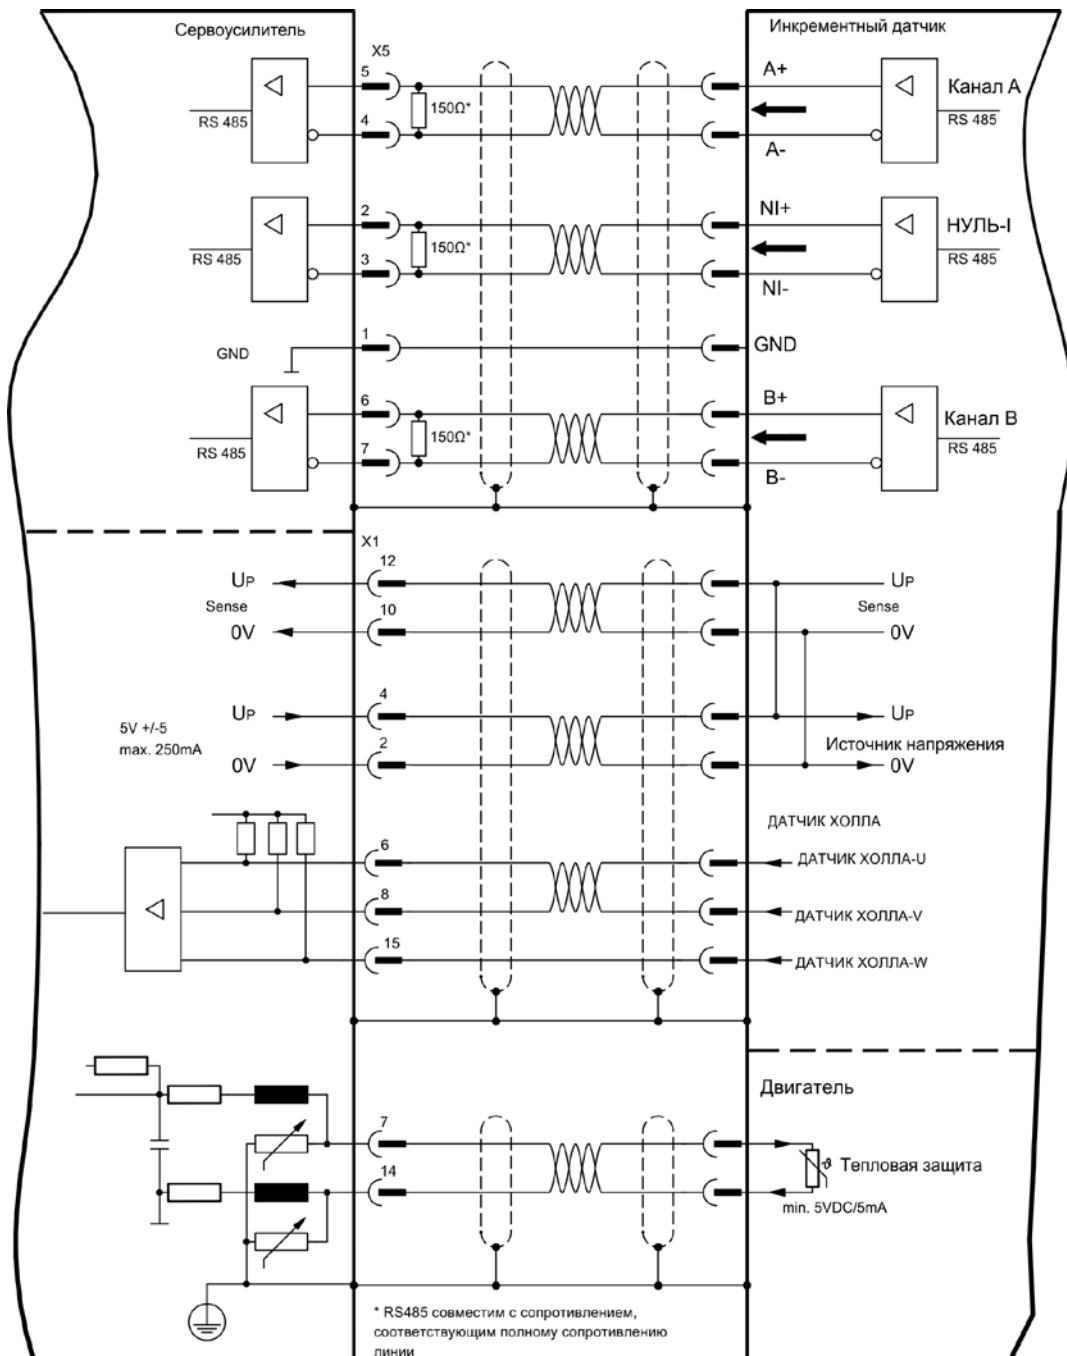 Сервоусилитель
Инкрементный датчик
X5
5
A+
Канал A
RS 485
150Ω*
RS 485
4
A-
2
NI+
НУЛЬ-I
RS 485
150Ω*
RS 485
3
NI-
1
GND
GND
6
B+
Канал B
RS 485
150Ω*
RS 485
7
B-
X1
12
UP
UP
Sense
10
Sense
0V
0V
4
UP
UP
5V +/-5
max. 250mA
2
Источник напряжения
0V
0V
ДАТЧИК ХОЛЛА
6
ДАТЧИК ХОЛЛА-U
8
ДАТЧИК ХОЛЛА-V
15
ДАТЧИК ХОЛЛА-W
Двигатель
7
ϑ Тепловая защита
14
min. 5VDC/5mA
* RS485 совместим с сопротивлением,
соответствующим полному сопротивлению
линии